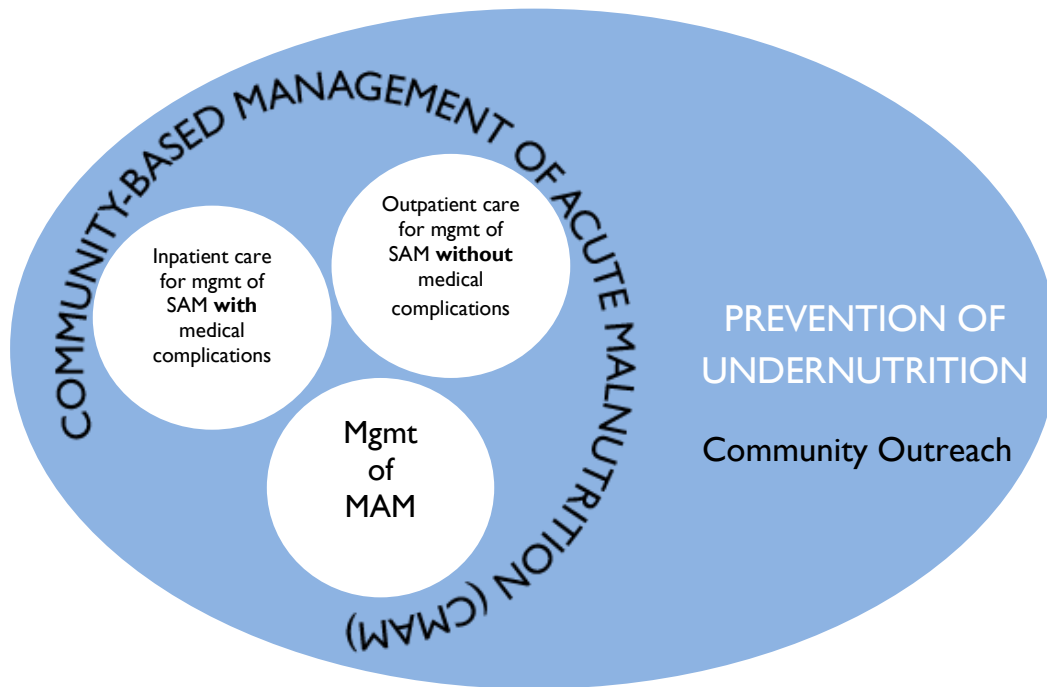 COMMUNITY-BASED MANAGEMENT OF ACUTE MALNUTRITION (CMAM)
Inpatient care
for mgmt of
SAM with
medical
complications
Outpatient care
for mgmt of
SAM without
medical
complications
Mgmt
of
MAM
PREVENTION OF
UNDERNUTRITION
Community Outreach